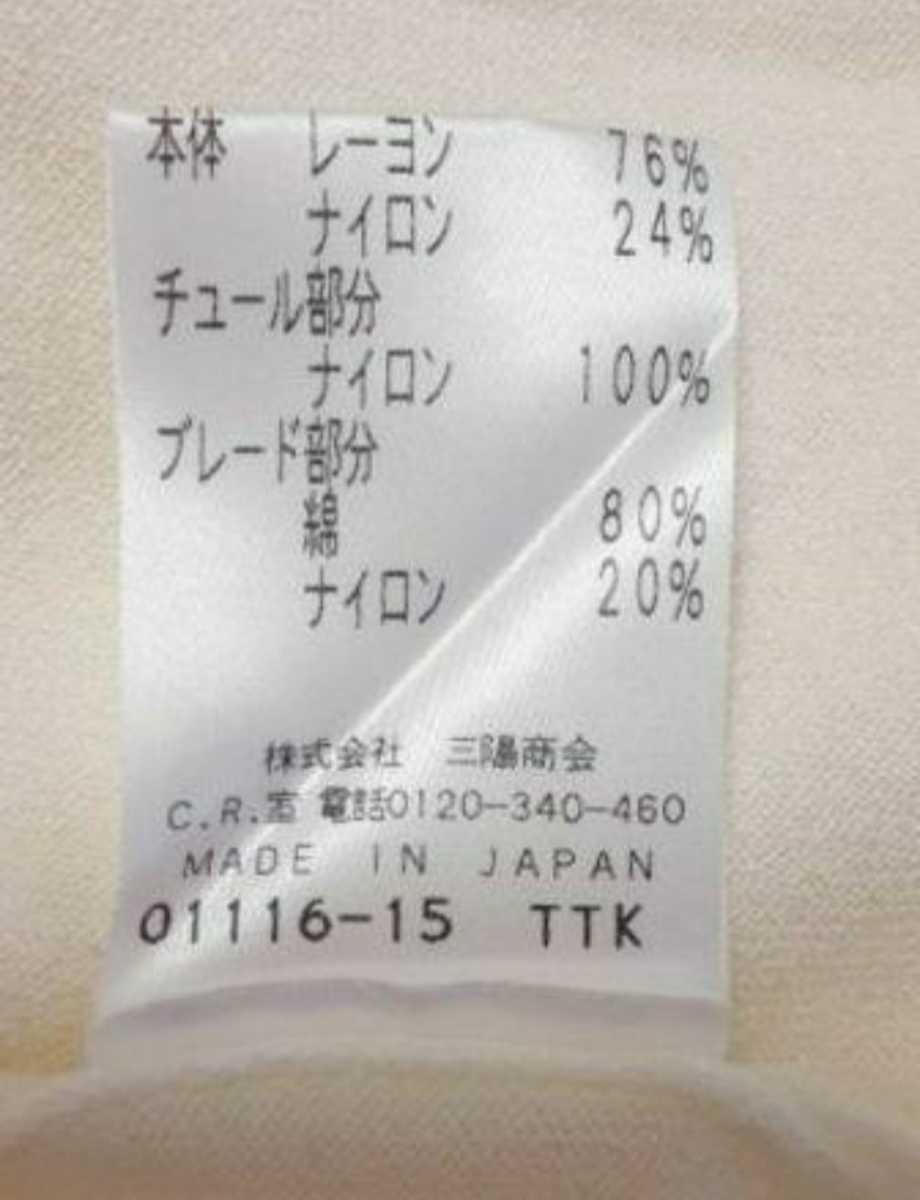 本体 レーヨン 76%
ナイロン 24%
チュール部分
ナイロン 100%
ブレード部分
綿 80%
ナイロン 20%
株式会社 三陽商会
C.R.室 電話0120-340-460
MADE IN JAPAN
01116-15 TTK